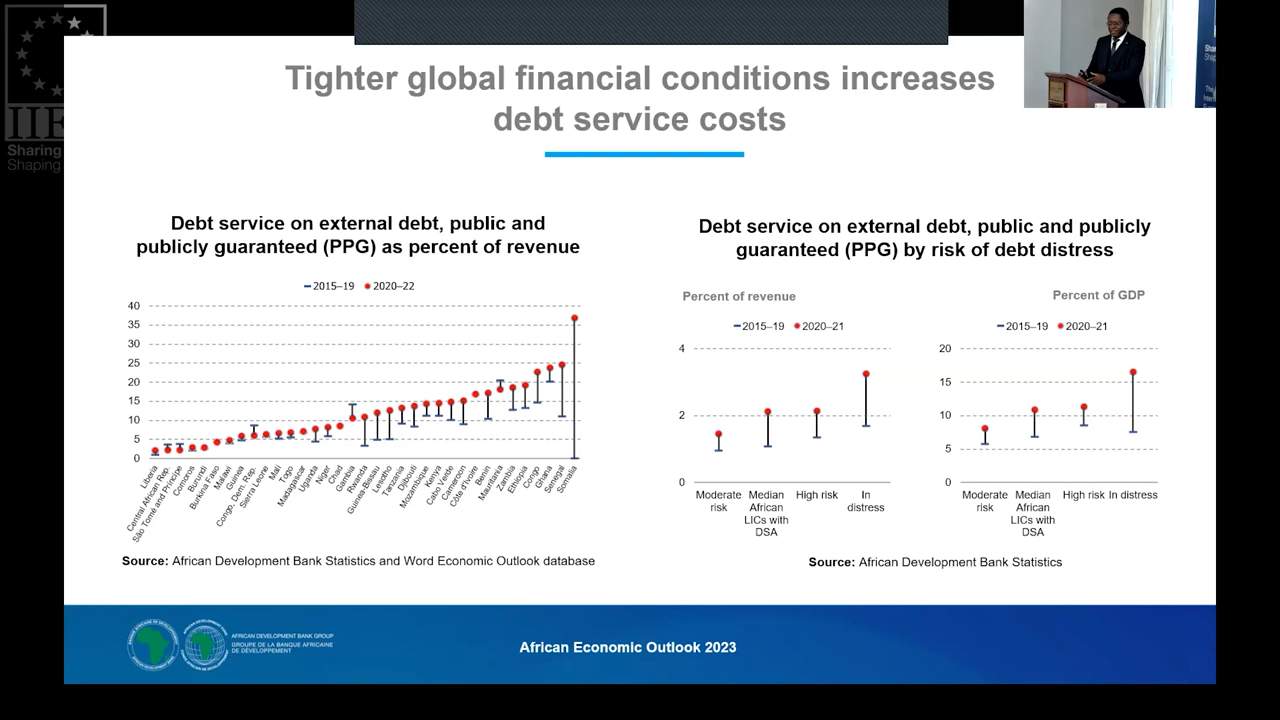 IIE
Sharing
Shaping
Tighter global financial conditions increases
debt service costs
Debt service on external debt, public and
publicly guaranteed (PPG) as percent of revenue
2015–19
2020–22
40
35
30
25
20
15
10
5
0
Liberia
Central African Rep.
São Tomé and Príncipe
Comoros
Burundi
Burkina Faso
Malawi
Guinea
Congo, Dem. Rep.
Sierra Leone
Mali
Togo
Madagascar
Uganda
Niger
Chad
Gambia
Rwanda
Guinea-Bissau
Lesotho
Tanzania
Djibouti
Mozambique
Kenya
Cabo Verde
Cameroon
Côte d'Ivoire
Benin
Mauritania
Zambia
Ethiopia
Congo
Ghana
Senegal
Somalia
Source: African Development Bank Statistics and Word Economic Outlook database
Debt service on external debt, public and publicly
guaranteed (PPG) by risk of debt distress
Percent of revenue
2015–19
2020–21
4
2
0
Moderate
risk
Median
African
LICs with
DSA
High risk
In
distress
Percent of GDP
2015–19
2020–21
20
15
10
5
0
Moderate
risk
Median
African
LICs with
DSA
High risk
In distress
Source: African Development Bank Statistics
AFRICAN DEVELOPMENT BANK GROUP
GROUPE DE LA BANQUE AFRICAINE
DE DÉVELOPPEMENT
African Economic Outlook 2023